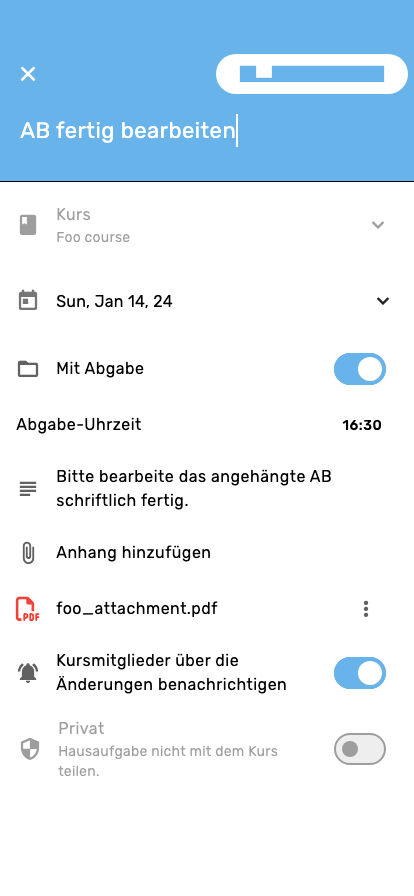 AB fertig bearbeiten
Kurs
Foo course
Sun, Jan 14, 24
Mit Abgabe
Abgabe-Uhrzeit 16:30
Bitte bearbeite das angehängte AB
schriftlich fertig.
Anhang hinzufügen
PDF foo_attachment.pdf
Kursmitglieder über die
Änderungen benachrichtigen
Privat
Hausaufgabe nicht mit dem Kurs
teilen.